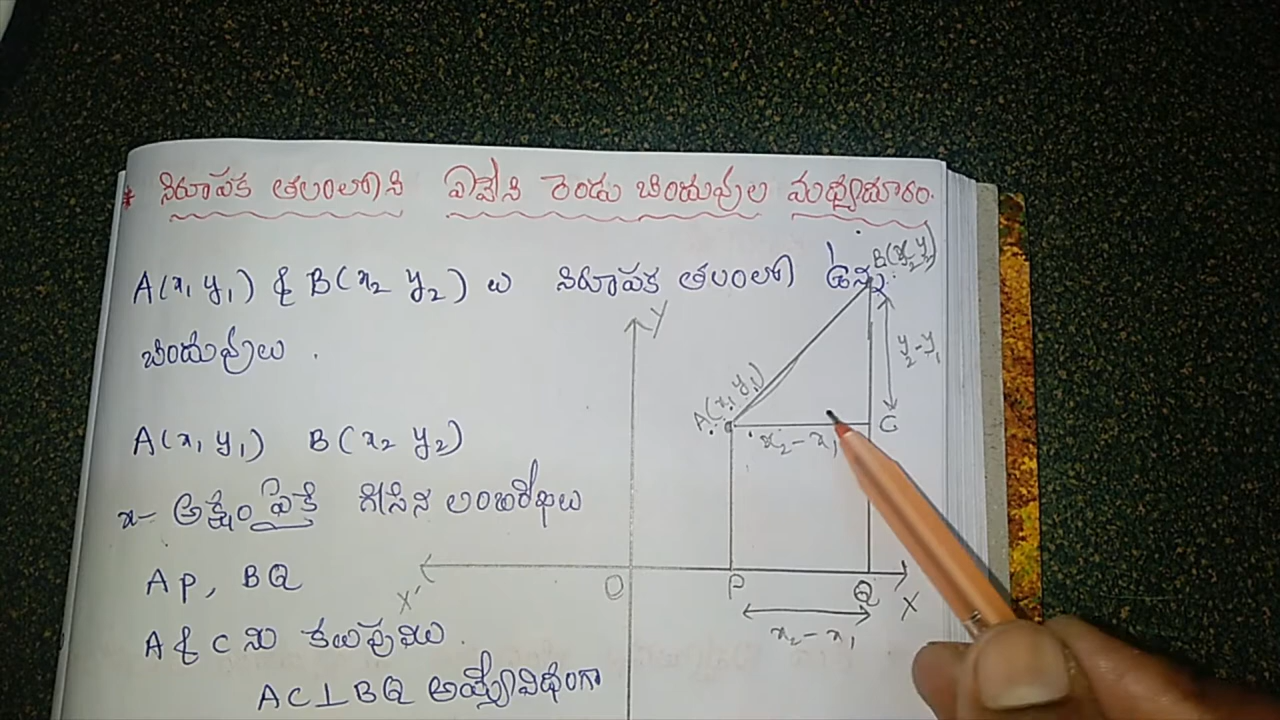 * నిరూపక తలంలోని ఏవేని రెండు బిందువుల మధ్యదూరం.
A(x₁ y₁) & B(x₂ y₂) లు నిరూపక తలంలో ఉన్న
బిందువులు .
A(x₁ y₁) B(x₂ y₂)
x- అక్షం పైకి గీసిన లంబరేఖలు
AP, BQ
A & C ను కలుపుము.
AC⊥BQ అయ్యేవిధంగా
B(x₂ y₂)
Y
y₂-y₁
A(x₁ y₁)
C
x₂-x₁
X' O P Q X
x₂-x₁